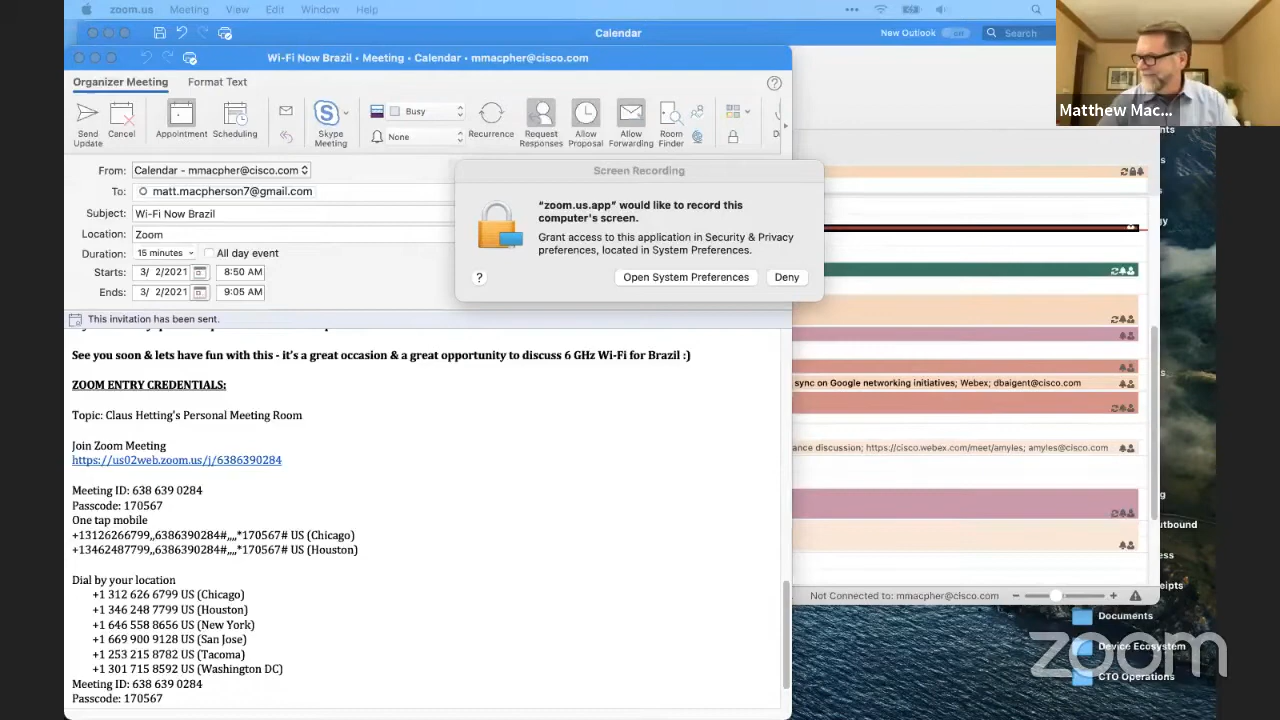 zoom.us Meeting View Edit Window Help
Calendar
New Outlook
Search
Wi-Fi Now Brazil • Meeting • Calendar • mmacpher@cisco.com
Organizer Meeting Format Text
Send Update
Cancel
Appointment
Scheduling
Skype Meeting
Busy
None
Recurrence
Request Responses
Allow Proposal
Allow Forwarding
Room Finder
Matthew Mac...
From: Calendar - mmacpher@cisco.com
To: matt.macpherson7@gmail.com
Subject: Wi-Fi Now Brazil
Location: Zoom
Duration: 15 minutes All day event
Starts: 3/ 2/2021 8:50 AM
Ends: 3/ 2/2021 9:05 AM
This invitation has been sent.
Screen Recording
“zoom.us.app” would like to record this
computer's screen.
Grant access to this application in Security & Privacy
preferences, located in System Preferences.
?
Open System Preferences
Deny
See you soon & lets have fun with this - it’s a great occasion & a great opportunity to discuss 6 GHz Wi-Fi for Brazil :)
ZOOM ENTRY CREDENTIALS:
Topic: Claus Hetting's Personal Meeting Room
Join Zoom Meeting
https://us02web.zoom.us/j/6386390284
Meeting ID: 638 639 0284
Passcode: 170567
One tap mobile
+13126266799,,6386390284#,,,,*170567# US (Chicago)
+13462487799,,6386390284#,,,,*170567# US (Houston)
Dial by your location
+1 312 626 6799 US (Chicago)
+1 346 248 7799 US (Houston)
+1 646 558 8656 US (New York)
+1 669 900 9128 US (San Jose)
+1 253 215 8782 US (Tacoma)
+1 301 715 8592 US (Washington DC)
Meeting ID: 638 639 0284
Passcode: 170567
sync on Google networking initiatives; Webex; dbaigent@cisco.com
ance discussion; https://cisco.webex.com/meet/amyles; amyles@cisco.com
Not Connected to: mmacpher@cisco.com
utbound
Documents
Device Ecosystem
CTO Operations
zoom